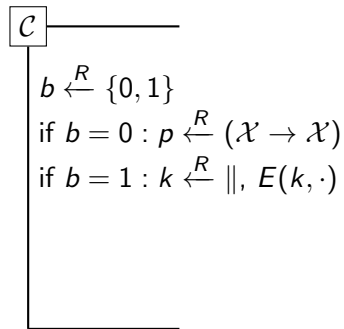 𝒞
b ←ᴿ {0, 1}
if b = 0 : p ←ᴿ (𝒳 → 𝒳)
if b = 1 : k ←ᴿ ∥, E(k, ·)